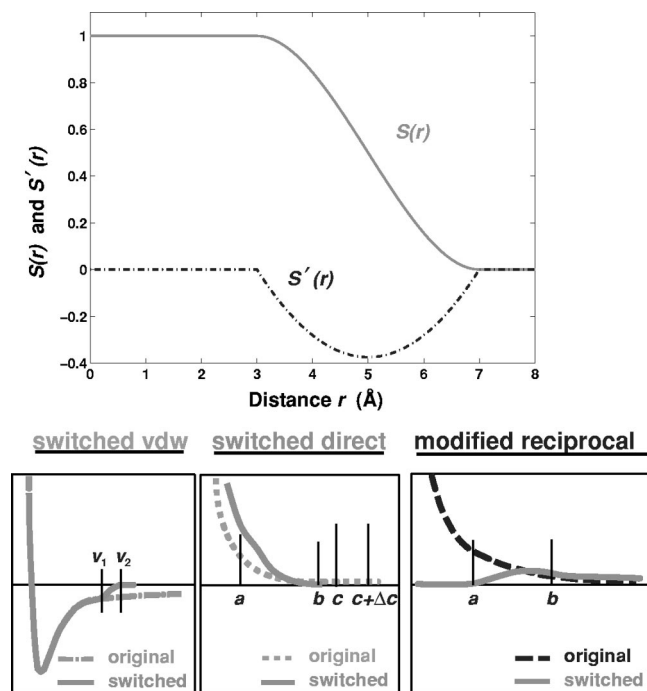 S(r) and S′(r)
1
0.8
0.6
0.4
0.2
0
−0.2
−0.4
S(r)
S′(r)
0 1 2 3 4 5 6 7 8
Distance r (Å)
switched vdw
v1 v2
original
switched
switched direct
a b c c+Δc
original
switched
modified reciprocal
a b
original
switched